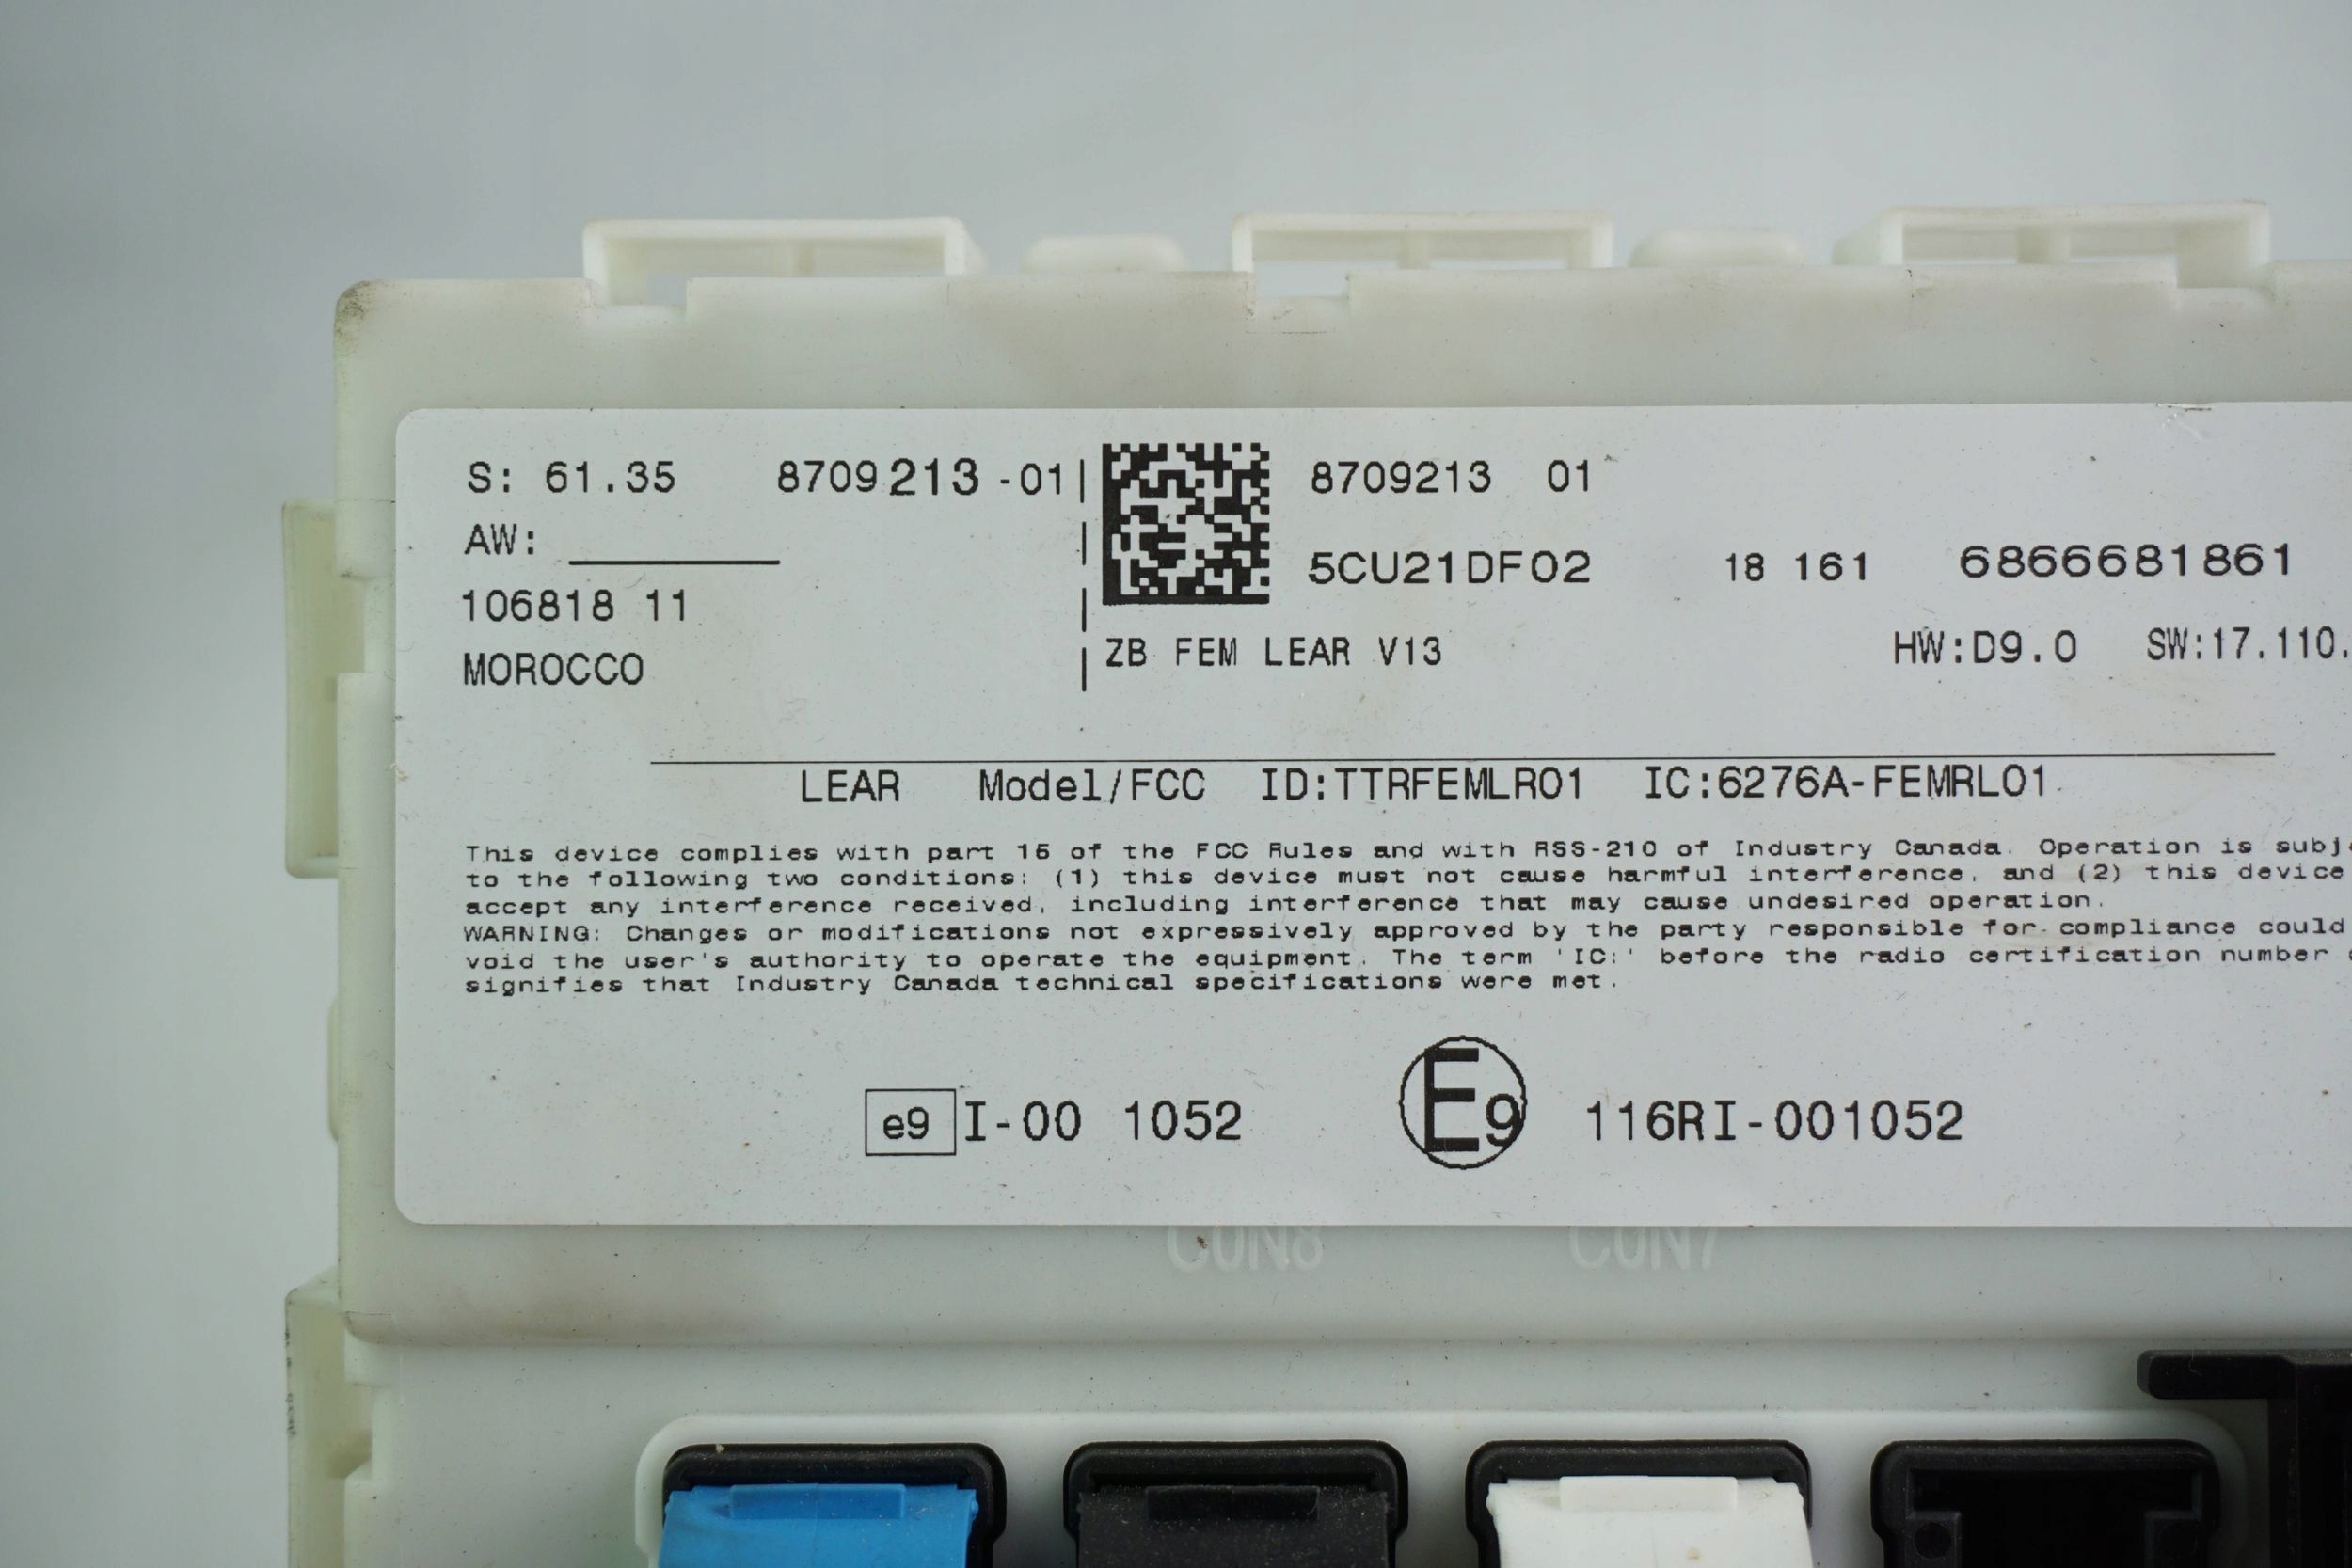 S: 61.35 8709 213 -01
AW:
106818 11
MOROCCO
8709213 01
5CU21DF02 18 161 6866681861
ZB FEM LEAR V13 HW:D9.0 SW:17.110.
LEAR Model/FCC ID:TTRFEMLR01 IC:6276A-FEMRL01
This device complies with part 15 of the FCC Rules and with RSS-210 of Industry Canada. Operation is subj
to the following two conditions: (1) this device must not cause harmful interference, and (2) this device
accept any interference received, including interference that may cause undesired operation.
WARNING: Changes or modifications not expressively approved by the party responsible for compliance could
void the user's authority to operate the equipment. The term 'IC:' before the radio certification number
signifies that Industry Canada technical specifications were met.
e9 I-00 1052 E9 116RI-001052
CON8 CON7